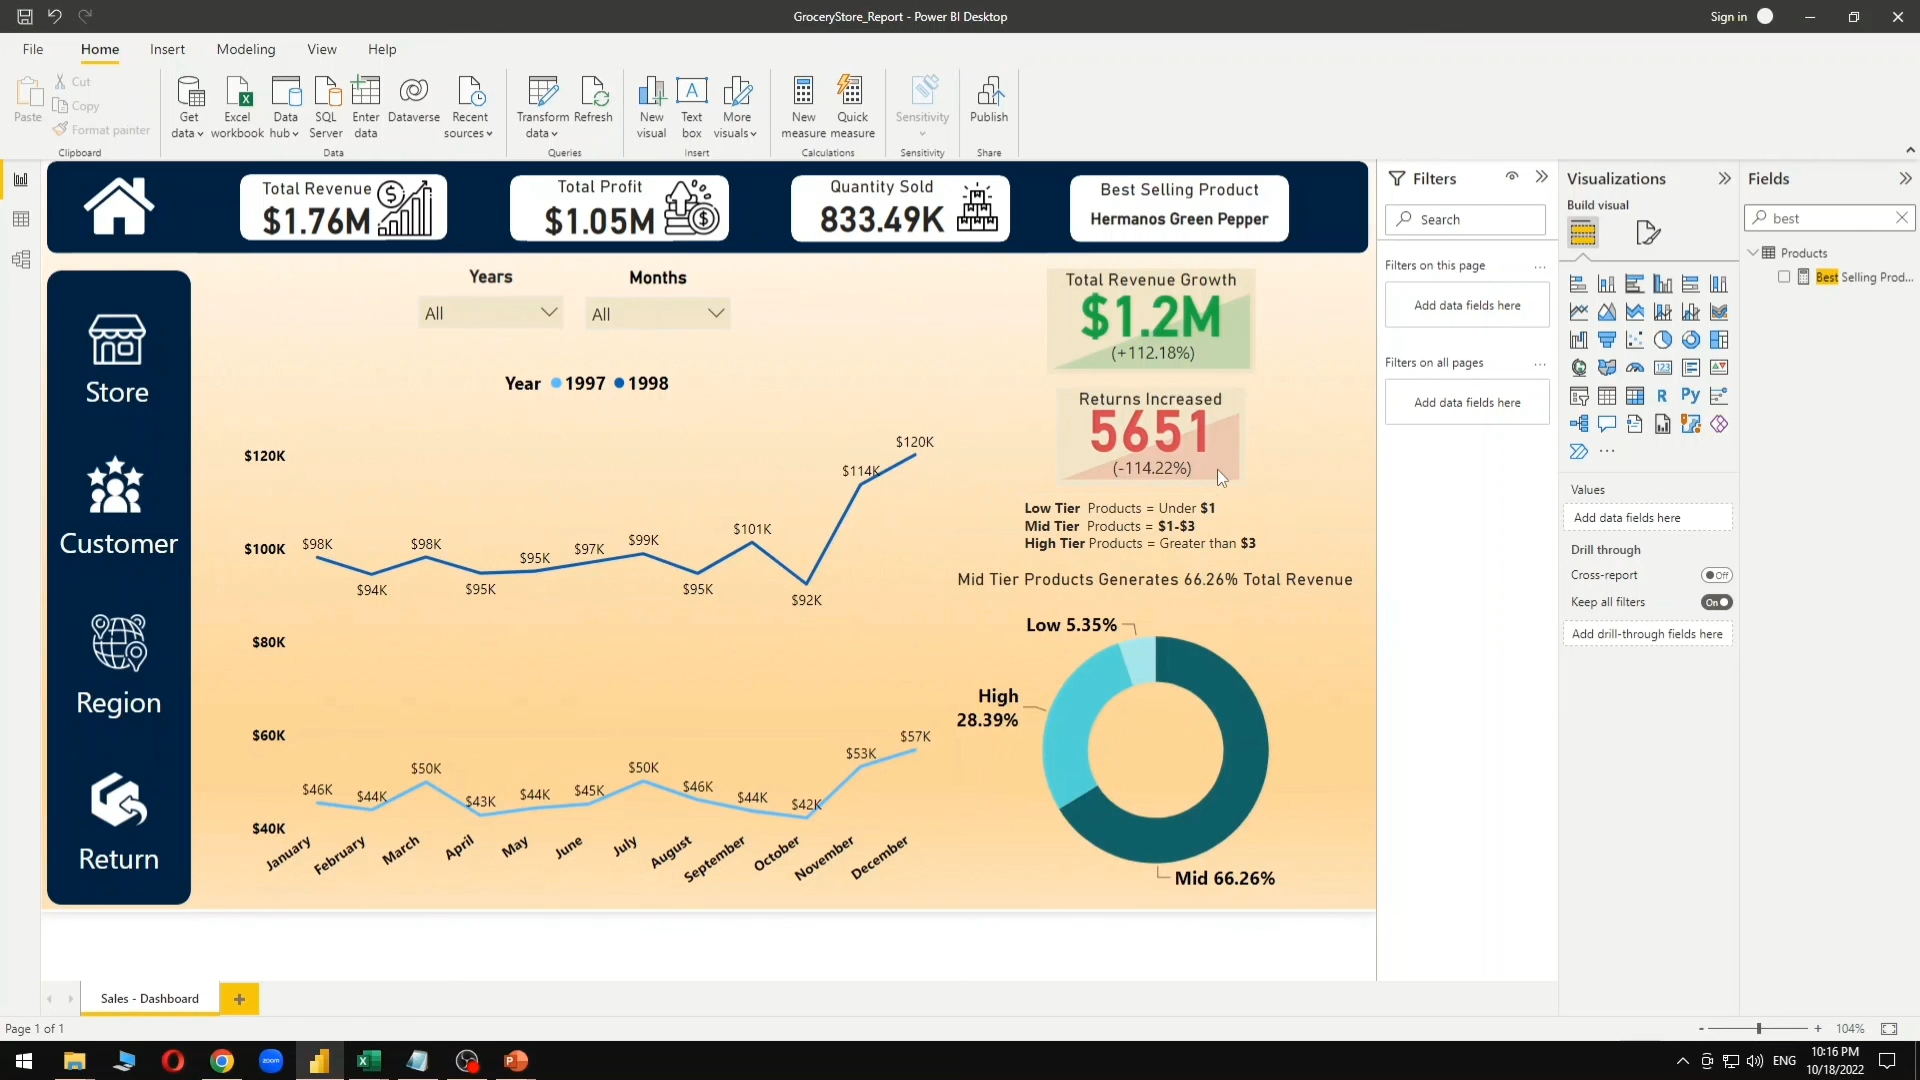 GroceryStore_Report - Power BI Desktop
Sign in
File
Home
Insert
Modeling
View
Help
Paste
Cut
Copy
Format painter
Clipboard
Get data
Excel workbook
Data hub
SQL Server
Enter data
Dataverse
Recent sources
Data
Transform data
Refresh
Queries
New visual
Text box
More visuals
Insert
New measure
Quick measure
Calculations
Sensitivity
Sensitivity
Publish
Share
Total Revenue
$1.76M
Total Profit
$1.05M
Quantity Sold
833.49K
Best Selling Product
Hermanos Green Pepper
Store
Customer
Region
Return
Years
All
Months
All
Year 1997 1998
$120K
$100K
$80K
$60K
$40K
$98K
$94K
$98K
$95K
$95K
$97K
$99K
$95K
$101K
$92K
$114K
$120K
$46K
$44K
$50K
$43K
$44K
$45K
$50K
$46K
$44K
$42K
$53K
$57K
January
February
March
April
May
June
July
August
September
October
November
December
Total Revenue Growth
$1.2M
(+112.18%)
Returns Increased
5651
(-114.22%)
Low Tier Products = Under $1
Mid Tier Products = $1-$3
High Tier Products = Greater than $3
Mid Tier Products Generates 66.26% Total Revenue
Low 5.35%
High
28.39%
Mid 66.26%
Filters
Search
Filters on this page
...
Add data fields here
Filters on all pages
...
Add data fields here
Visualizations
Build visual
123
R
Py
...
Values
Add data fields here
Drill through
Cross-report
Off
Keep all filters
On
Add drill-through fields here
Fields
best
Products
Best Selling Prod...
Sales - Dashboard
+
Page 1 of 1
- + 104%
zoom
ENG
10:16 PM
10/18/2022